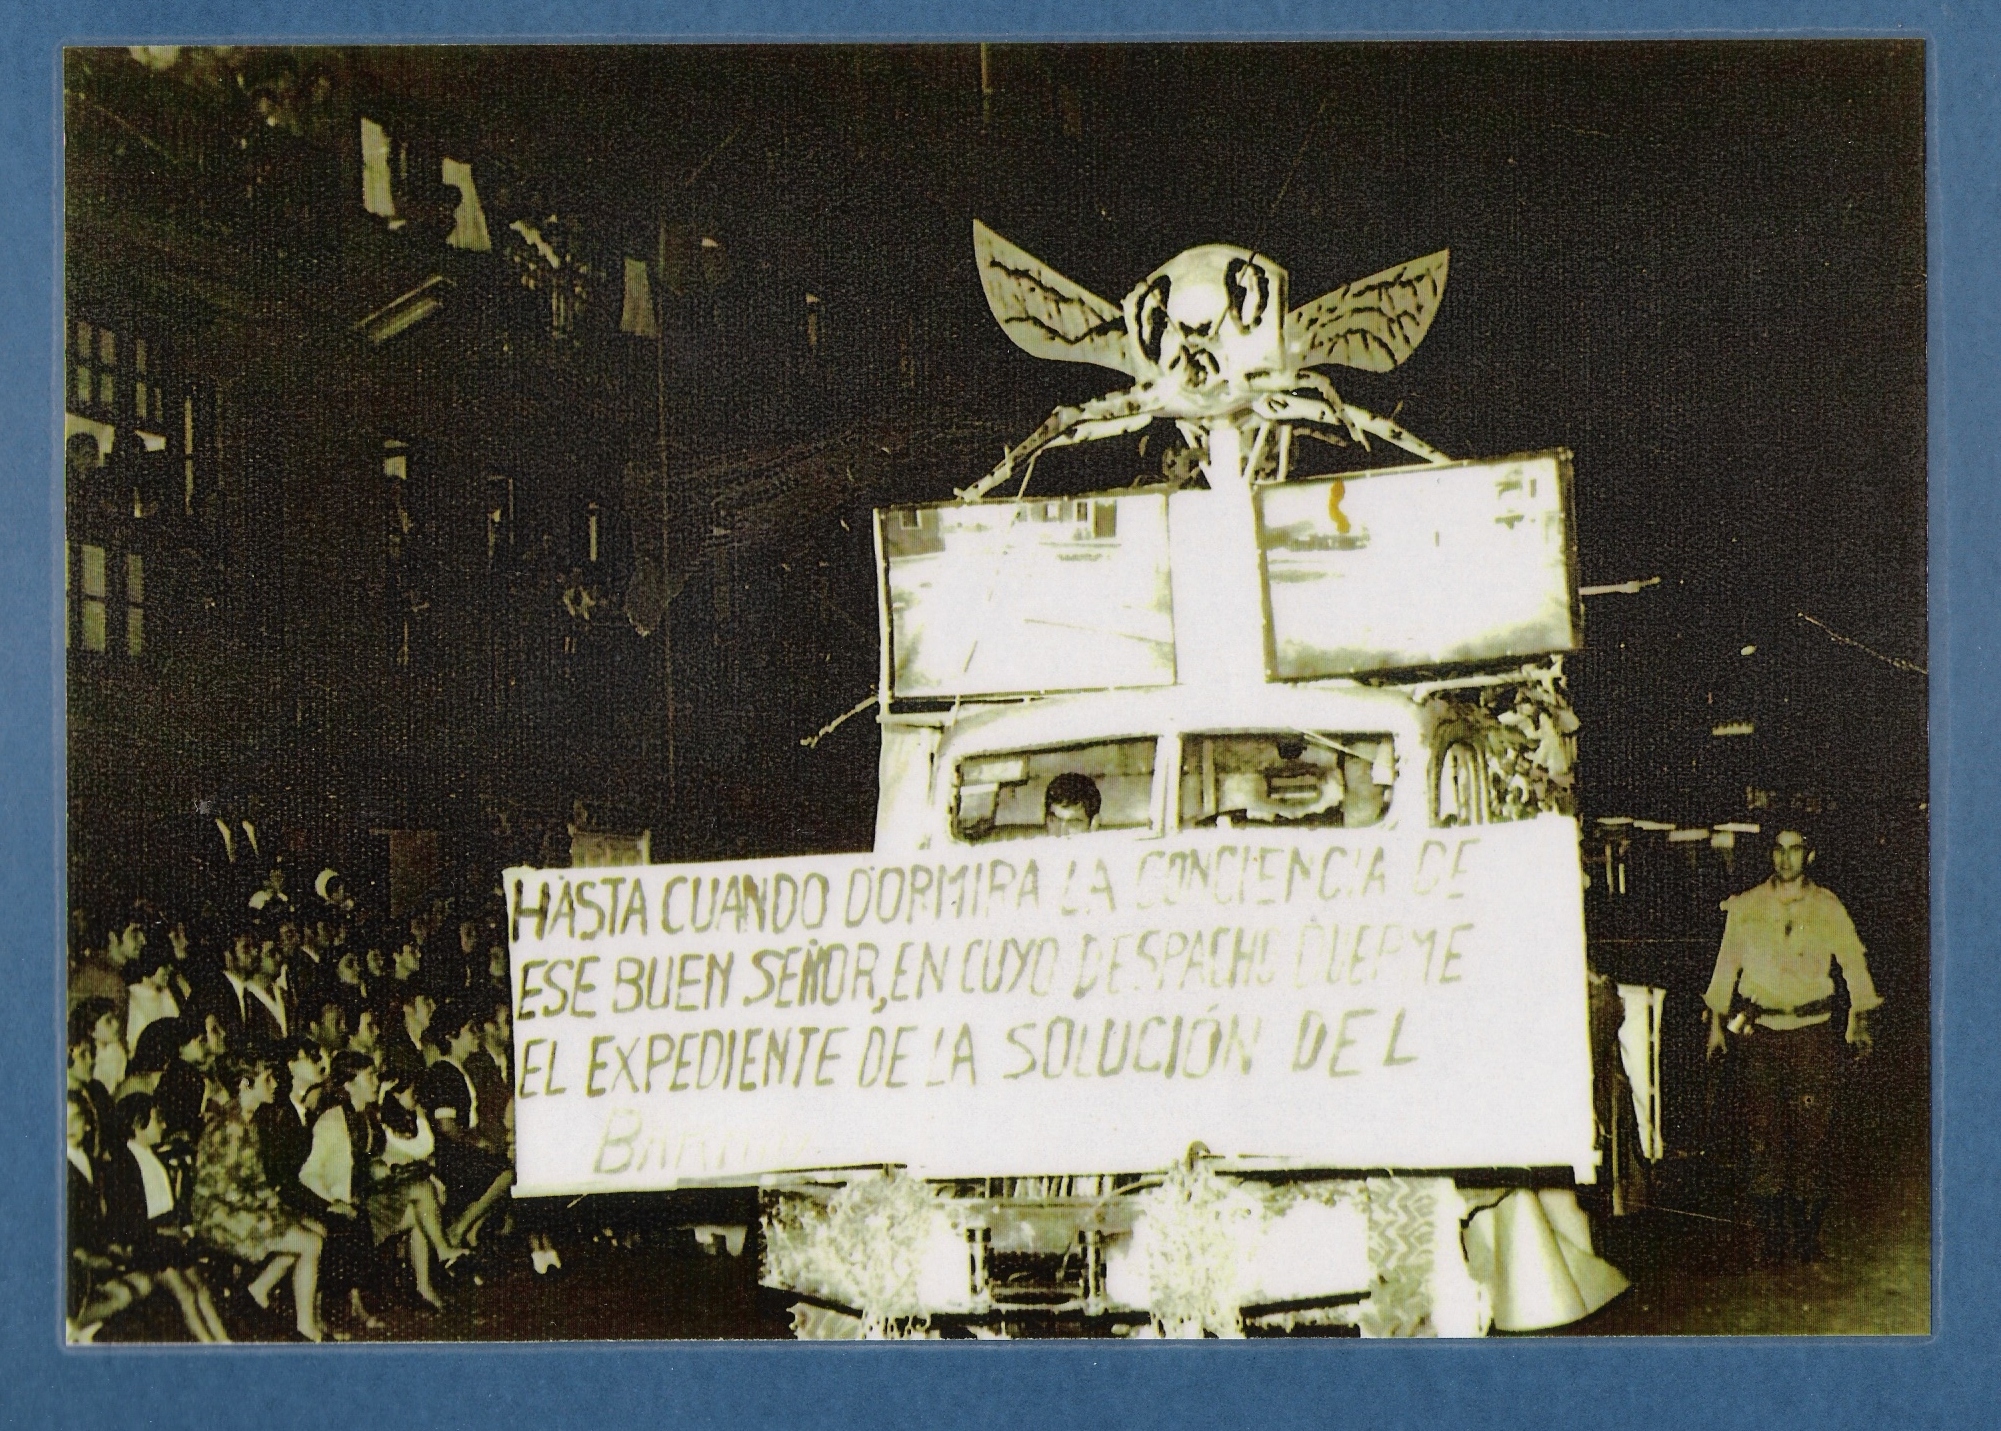 HASTA CUANDO DORMIRA LA CONCIENCIA DE
ESE BUEN SEÑOR, EN CUYO DESPACHO DUERME
EL EXPEDIENTE DE LA SOLUCIÓN DEL